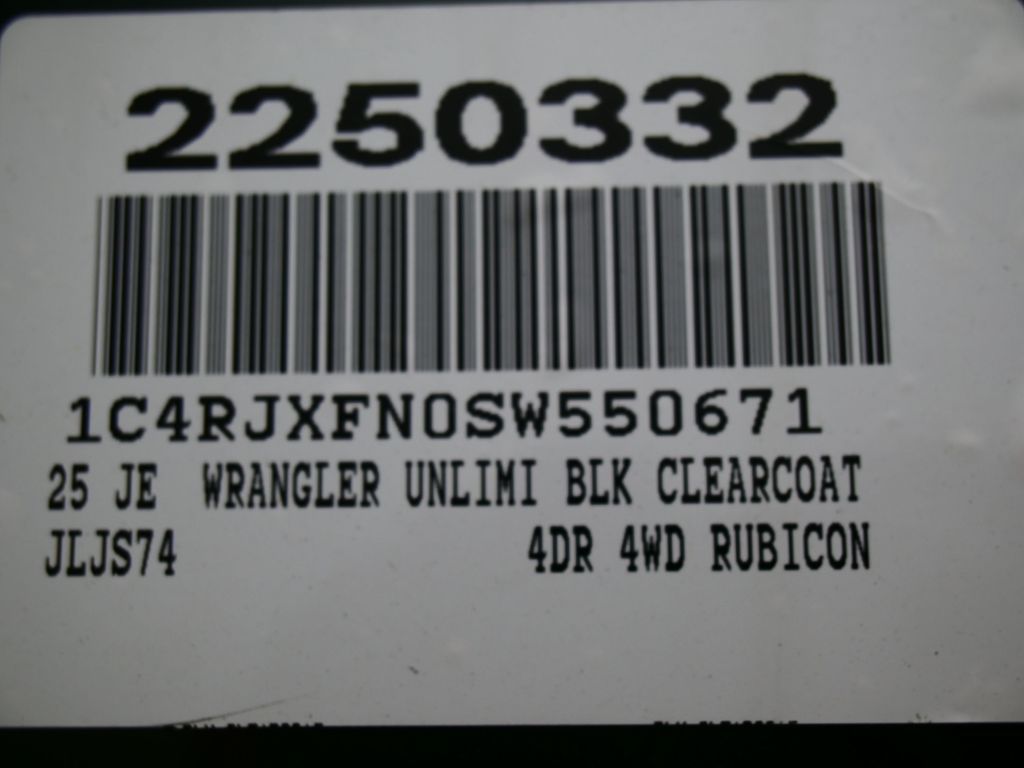 2250332
1C4RJXFN0SW550671
25 JE WRANGLER UNLIMI BLK CLEARCOAT
JLJS74 4DR 4WD RUBICON